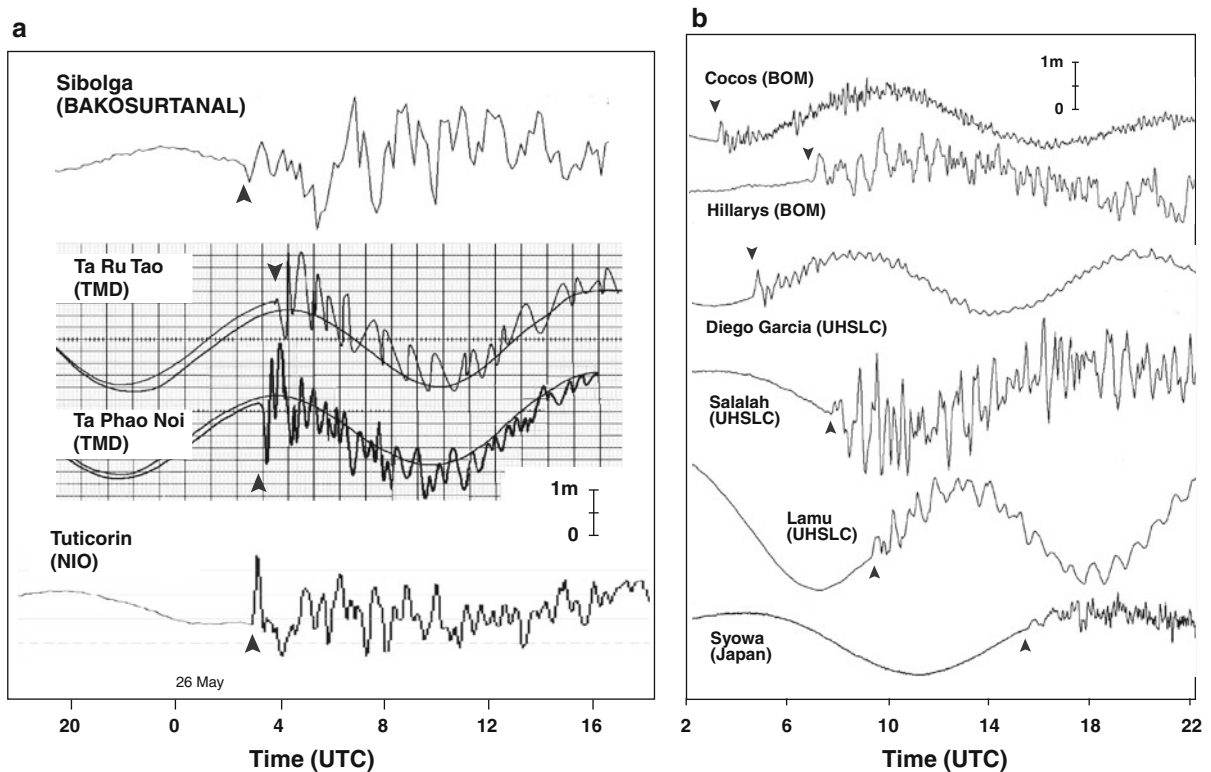 a
Sibolga
(BAKOSURTANAL)
Ta Ru Tao
(TMD)
Ta Phao Noi
(TMD)
1m
0
Tuticorin
(NIO)
26 May
20 0 4 8 12 16
Time (UTC)
b
1m
0
Cocos (BOM)
Hillarys (BOM)
Diego Garcia (UHSLC)
Salalah
(UHSLC)
Lamu
(UHSLC)
Syowa
(Japan)
2 6 10 14 18 22
Time (UTC)